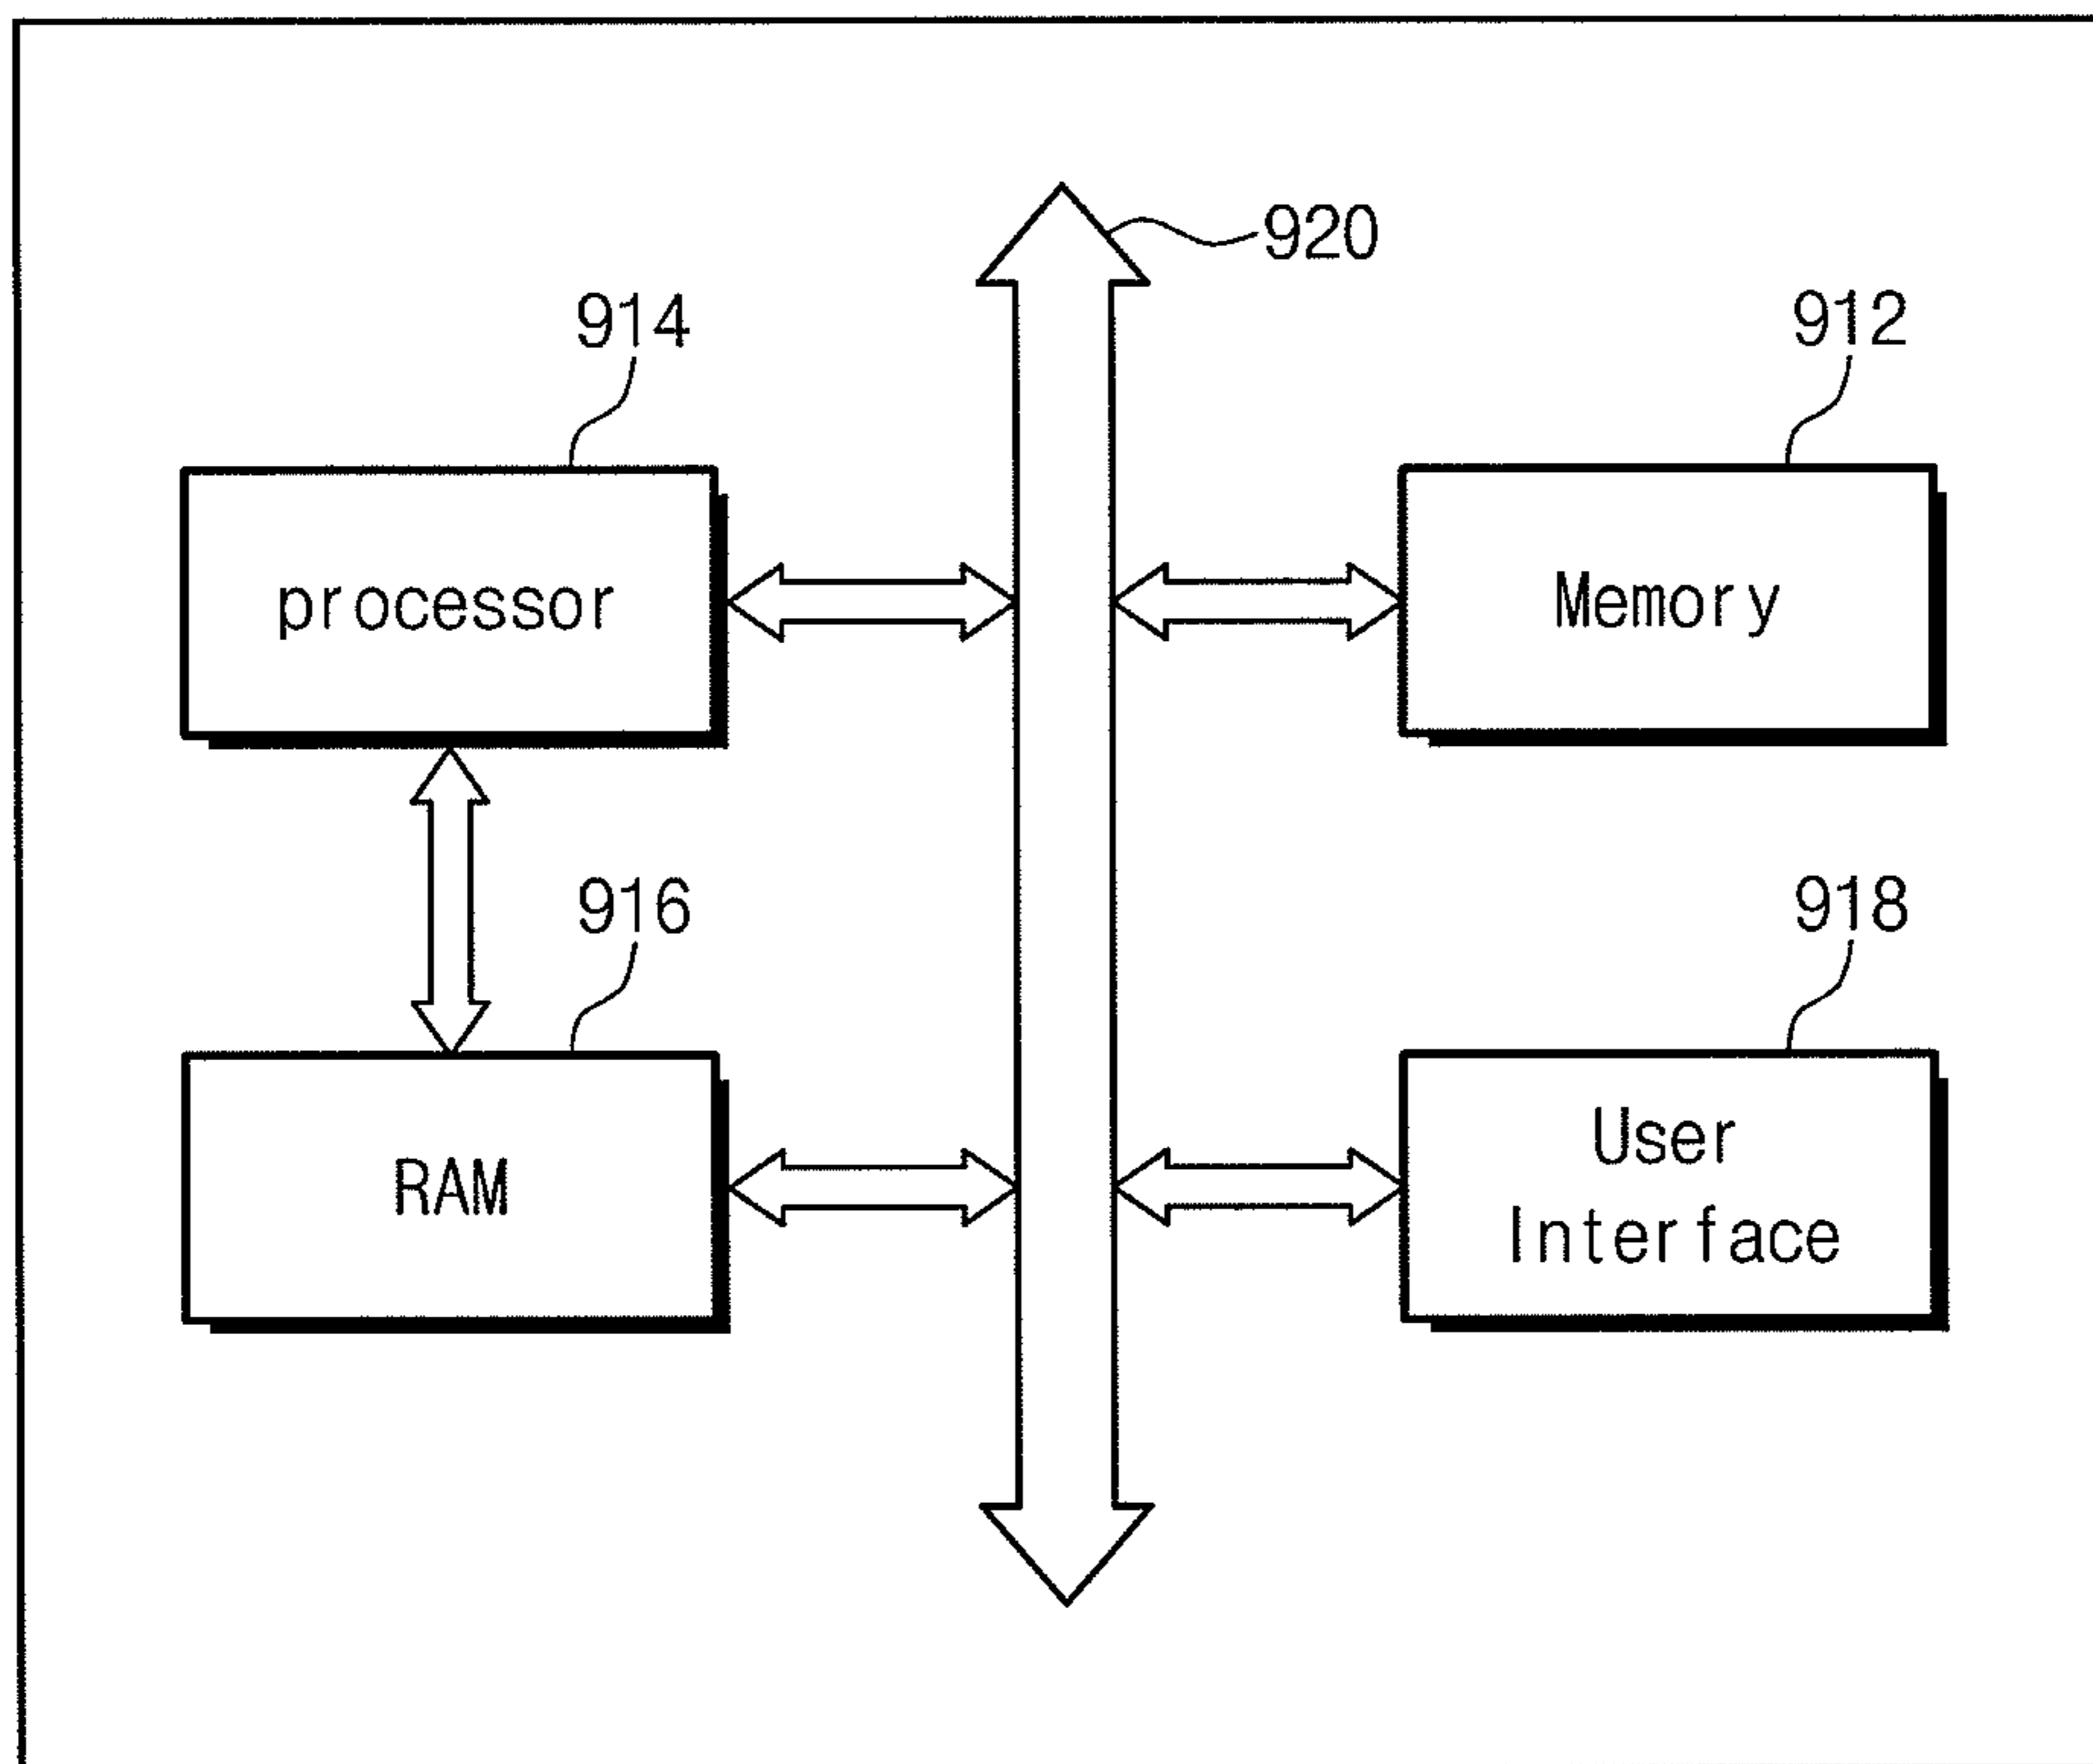 920
914
912
processor
Memory
916
918
RAM
User
Interface